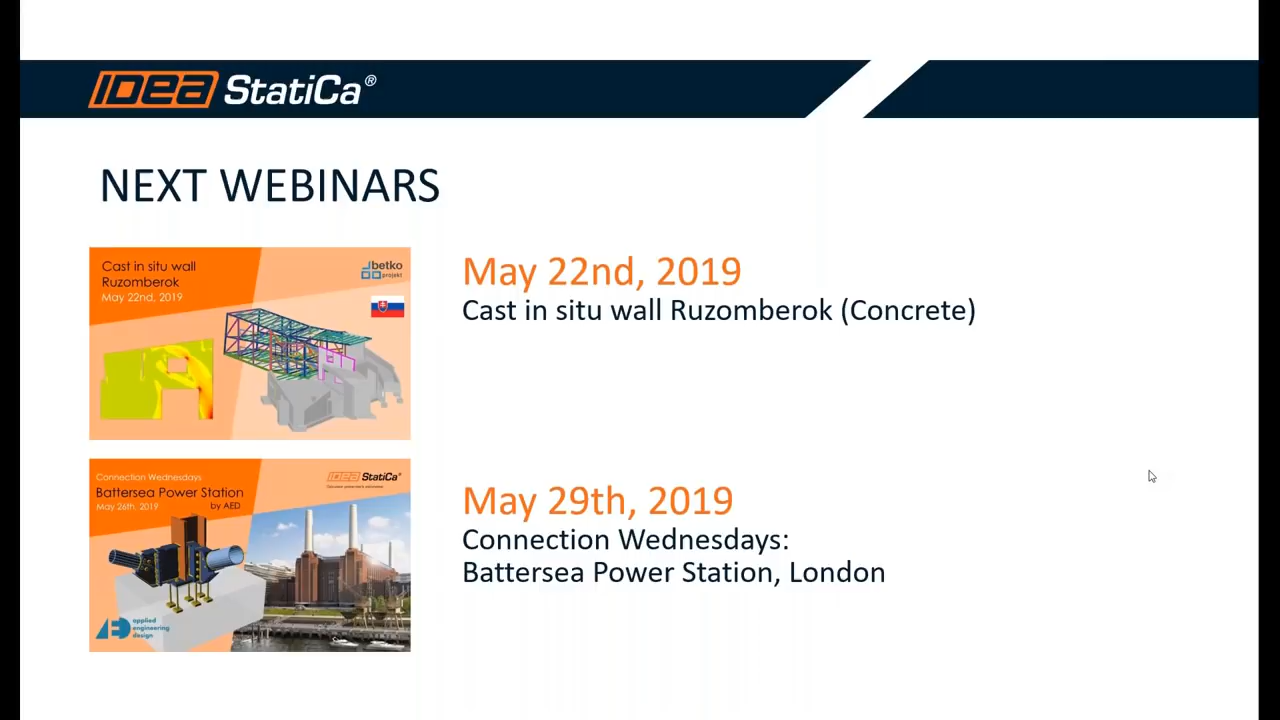 IDEA StatiCa®
NEXT WEBINARS
Cast in situ wall
Ruzomberok
May 22nd, 2019
betko
projekt
May 22nd, 2019
Cast in situ wall Ruzomberok (Concrete)
Connection Wednesdays
Battersea Power Station
May 26th, 2019
by AED
IDEA StatiCa®
applied
engineering
design
May 29th, 2019
Connection Wednesdays:
Battersea Power Station, London